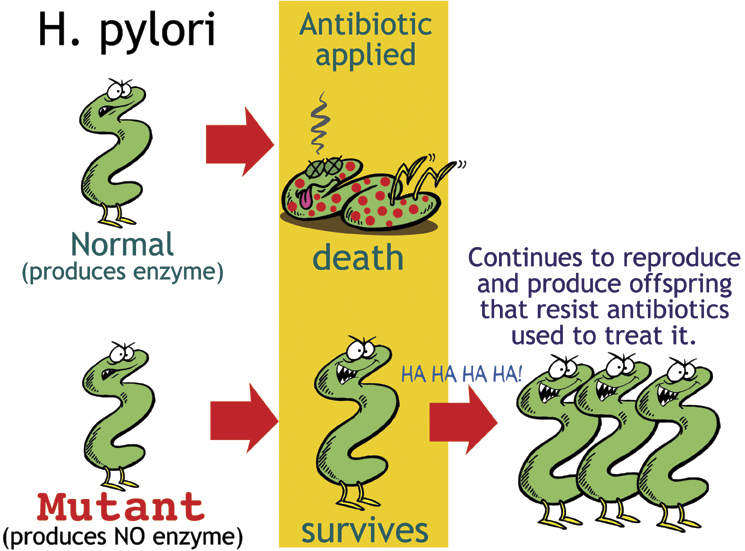 H. pylori
Antibiotic
applied
Normal
(produces enzyme)
death
Continues to reproduce
and produce offspring
that resist antibiotics
used to treat it.
HA HA HA HA!
Mutant
(produces NO enzyme)
survives